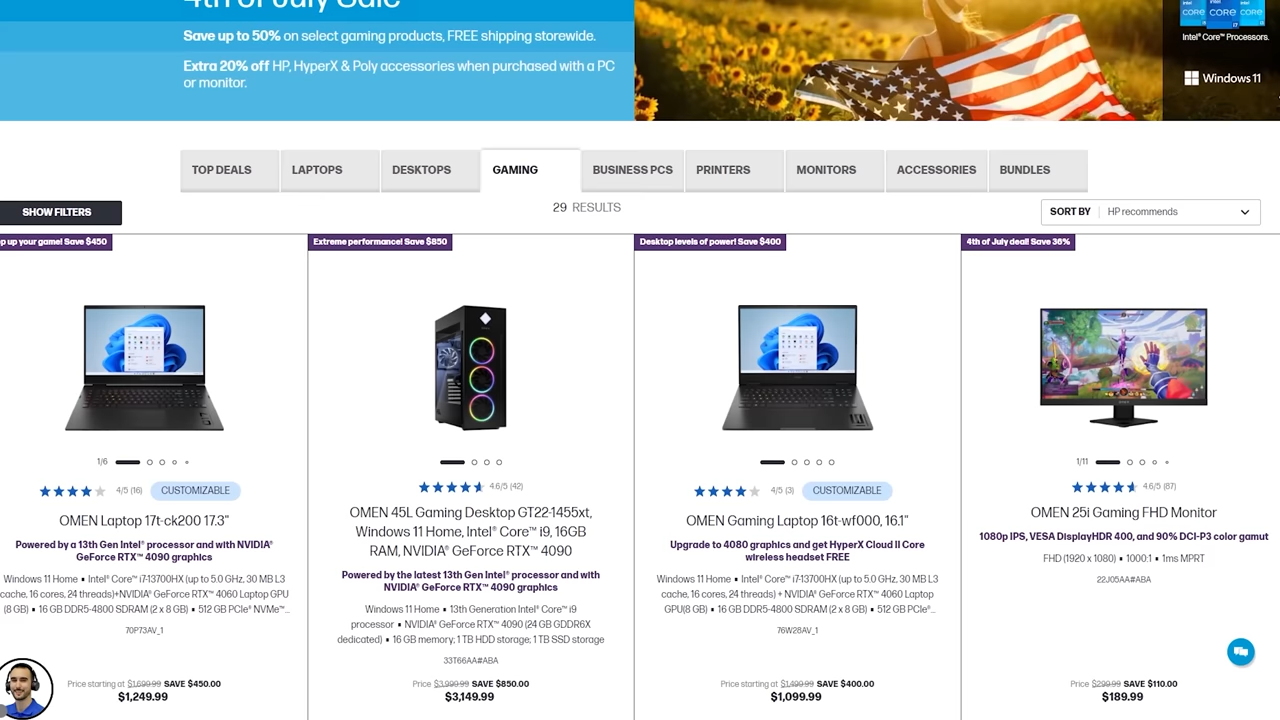 4th of July Sale
Save up to 50% on select gaming products, FREE shipping storewide.
Extra 20% off HP, HyperX & Poly accessories when purchased with a PC
or monitor.
intel intel intel
CORE CORE CORE
i7
Intel® Core™ Processors.
Windows 11
TOP DEALS
LAPTOPS
DESKTOPS
GAMING
BUSINESS PCS
PRINTERS
MONITORS
ACCESSORIES
BUNDLES
SHOW FILTERS
29 RESULTS
SORT BY HP recommends
p up your game! Save $450
1/6
4/5 (16) CUSTOMIZABLE
OMEN Laptop 17t-ck200 17.3"
Powered by a 13th Gen Intel® processor and with NVIDIA®
GeForce RTX™ 4090 graphics
Windows 11 Home ▪ Intel® Core™ i7-13700HX (up to 5.0 GHz, 30 MB L3
cache, 16 cores, 24 threads)+NVIDIA® GeForce RTX™ 4060 Laptop GPU
(8 GB) ▪ 16 GB DDR5-4800 SDRAM (2 x 8 GB) ▪ 512 GB PCIe® NVMe™...
70P73AV_1
Price starting at $1,699.99 SAVE $450.00
$1,249.99
Extreme performance! Save $850
4.6/5 (42)
OMEN 45L Gaming Desktop GT22-1455xt,
Windows 11 Home, Intel® Core™ i9, 16GB
RAM, NVIDIA® GeForce RTX™ 4090
Powered by the latest 13th Gen Intel® processor and with
NVIDIA® GeForce RTX™ 4090 graphics
Windows 11 Home ▪ 13th Generation Intel® Core™ i9
processor ▪ NVIDIA® GeForce RTX™ 4090 (24 GB GDDR6X
dedicated) ▪ 16 GB memory; 1 TB HDD storage; 1 TB SSD storage
33T66AA#ABA
Price $3,999.99 SAVE $850.00
$3,149.99
Desktop levels of power! Save $400
4/5 (3) CUSTOMIZABLE
OMEN Gaming Laptop 16t-wf000, 16.1"
Upgrade to 4080 graphics and get HyperX Cloud II Core
wireless headset FREE
Windows 11 Home ▪ Intel® Core™ i7-13700HX (up to 5.0 GHz, 30 MB L3
cache, 16 cores, 24 threads) + NVIDIA® GeForce RTX™ 4060 Laptop
GPU(8 GB) ▪ 16 GB DDR5-4800 SDRAM (2 x 8 GB) ▪ 512 GB PCIe®...
76W28AV_1
Price starting at $1,499.99 SAVE $400.00
$1,099.99
4th of July deal! Save 36%
1/11
4.6/5 (87)
OMEN 25i Gaming FHD Monitor
1080p IPS, VESA DisplayHDR 400, and 90% DCI-P3 color gamut
FHD (1920 x 1080) ▪ 1000:1 ▪ 1ms MPRT
22J05AA#ABA
Price $299.99 SAVE $110.00
$189.99